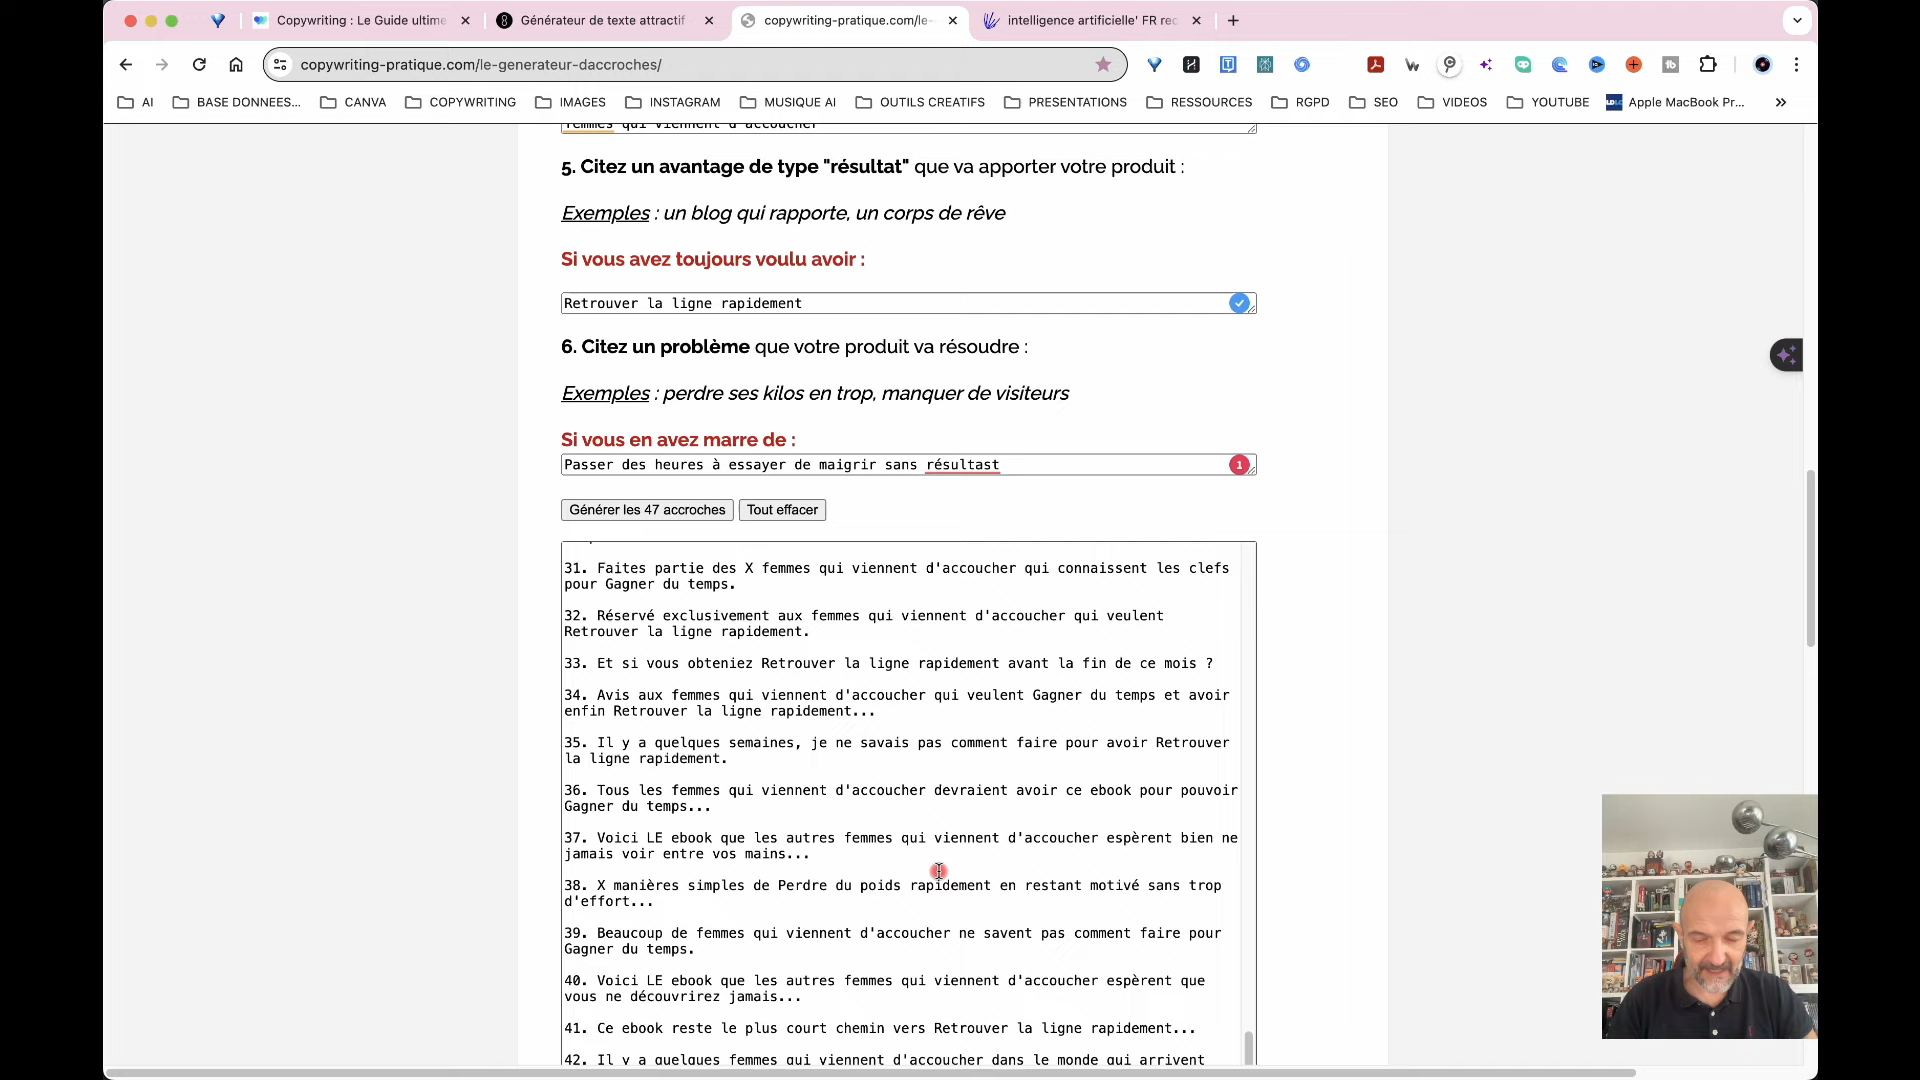 Copywriting : Le Guide ultime
Générateur de texte attractif
copywriting-pratique.com/le-
intelligence artificielle' FR rec
copywriting-pratique.com/le-generateur-daccroches/
AI
BASE DONNEES...
CANVA
COPYWRITING
IMAGES
INSTAGRAM
MUSIQUE AI
OUTILS CREATIFS
PRESENTATIONS
RESSOURCES
RGPD
SEO
VIDEOS
YOUTUBE
Apple MacBook Pr...
femmes qui viennent d'accoucher
5. Citez un avantage de type "résultat" que va apporter votre produit :
Exemples : un blog qui rapporte, un corps de rêve
Si vous avez toujours voulu avoir :
Retrouver la ligne rapidement
6. Citez un problème que votre produit va résoudre :
Exemples : perdre ses kilos en trop, manquer de visiteurs
Si vous en avez marre de :
Passer des heures à essayer de maigrir sans résultast
1
Générer les 47 accroches
Tout effacer
31. Faites partie des X femmes qui viennent d'accoucher qui connaissent les clefs
pour Gagner du temps.
32. Réservé exclusivement aux femmes qui viennent d'accoucher qui veulent
Retrouver la ligne rapidement.
33. Et si vous obteniez Retrouver la ligne rapidement avant la fin de ce mois ?
34. Avis aux femmes qui viennent d'accoucher qui veulent Gagner du temps et avoir
enfin Retrouver la ligne rapidement...
35. Il y a quelques semaines, je ne savais pas comment faire pour avoir Retrouver
la ligne rapidement.
36. Tous les femmes qui viennent d'accoucher devraient avoir ce ebook pour pouvoir
Gagner du temps...
37. Voici LE ebook que les autres femmes qui viennent d'accoucher espèrent bien ne
jamais voir entre vos mains...
38. X manières simples de Perdre du poids rapidement en restant motivé sans trop
d'effort...
39. Beaucoup de femmes qui viennent d'accoucher ne savent pas comment faire pour
Gagner du temps.
40. Voici LE ebook que les autres femmes qui viennent d'accoucher espèrent que
vous ne découvrirez jamais...
41. Ce ebook reste le plus court chemin vers Retrouver la ligne rapidement...
42. Il y a quelques femmes qui viennent d'accoucher dans le monde qui arrivent